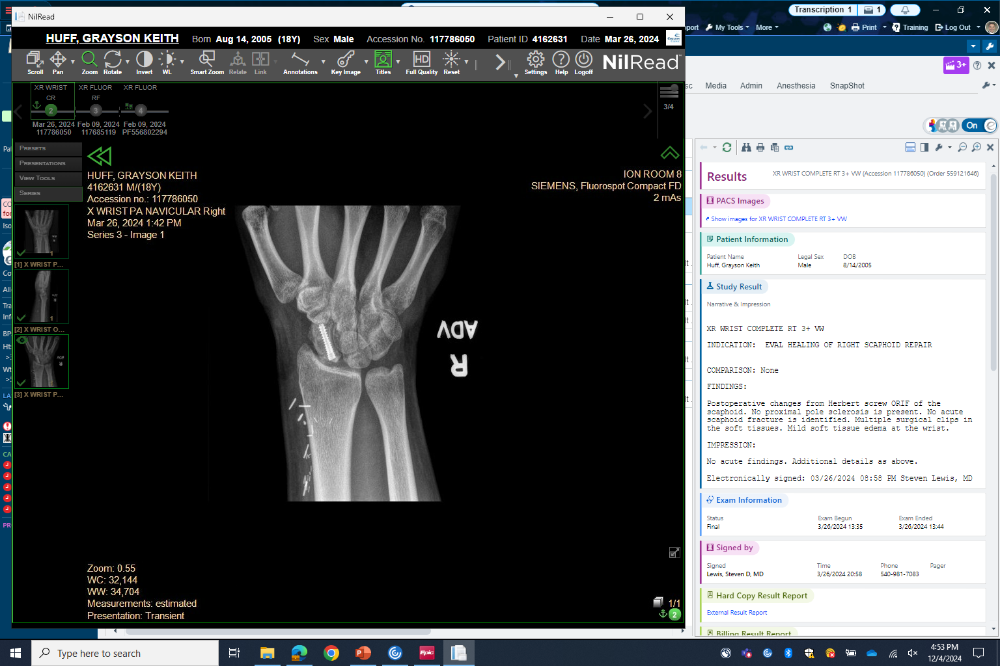 NilRead
Transcription 1
1
port
My Tools
More
Print
Training
Log Out
HUFF, GRAYSON KEITH
Born Aug 14, 2005 (18Y) Sex Male Accession No. 117786050 Patient ID 4162631 Date Mar 26, 2024
Scroll Pan Zoom Rotate Invert WL Smart Zoom Relate Link Annotations Key Image Titles Full Quality Reset Settings Help Logoff
HD
NilRead
3+
sc Media Admin Anesthesia SnapShot
On
XR WRIST XR FLUOR XR FLUOR
CR RF
2 3 4
Mar 26, 2024 Feb 09, 2024 Feb 09, 2024
117786050 117685119 PF556802294
3/4
PRESETS
PRESENTATIONS
VIEW TOOLS
SERIES
1
[1] X WRIST P...
1
[2] X WRIST O...
[3] X WRIST P...
HUFF, GRAYSON KEITH
4162631 M/(18Y)
Accession no.: 117786050
X WRIST PA NAVICULAR Right
Mar 26, 2024 1:42 PM
Series 3 - Image 1
ION ROOM 8
SIEMENS, Fluorospot Compact FD
2 mAs
ADV
R
Zoom: 0.55
WC: 32,144
WW: 34,704
Measurements: estimated
Presentation: Transient
1/1
2
Results
XR WRIST COMPLETE RT 3+ VW (Accession 117786050) (Order 559121646)
PACS Images
Show images for XR WRIST COMPLETE RT 3+ VW
Patient Information
Patient Name Legal Sex DOB
Huff, Grayson Keith Male 8/14/2005
Study Result
Narrative & Impression
XR WRIST COMPLETE RT 3+ VW
INDICATION: EVAL HEALING OF RIGHT SCAPHOID REPAIR
COMPARISON: None
FINDINGS:
Postoperative changes from Herbert screw ORIF of the
scaphoid. No proximal pole sclerosis is present. No acute
scaphoid fracture is identified. Multiple surgical clips in
the soft tissues. Mild soft tissue edema at the wrist.
IMPRESSION:
No acute findings. Additional details as above.
Electronically signed: 03/26/2024 08:58 PM Steven Lewis, MD
Exam Information
Status Exam Begun Exam Ended
Final 3/26/2024 13:35 3/26/2024 13:44
Signed by
Signed Time Phone Pager
Lewis, Steven D, MD 3/26/2024 20:58 540-981-7083
Hard Copy Result Report
External Result Report
Billing Result Report
Type here to search
Epic
4:53 PM
12/4/2024